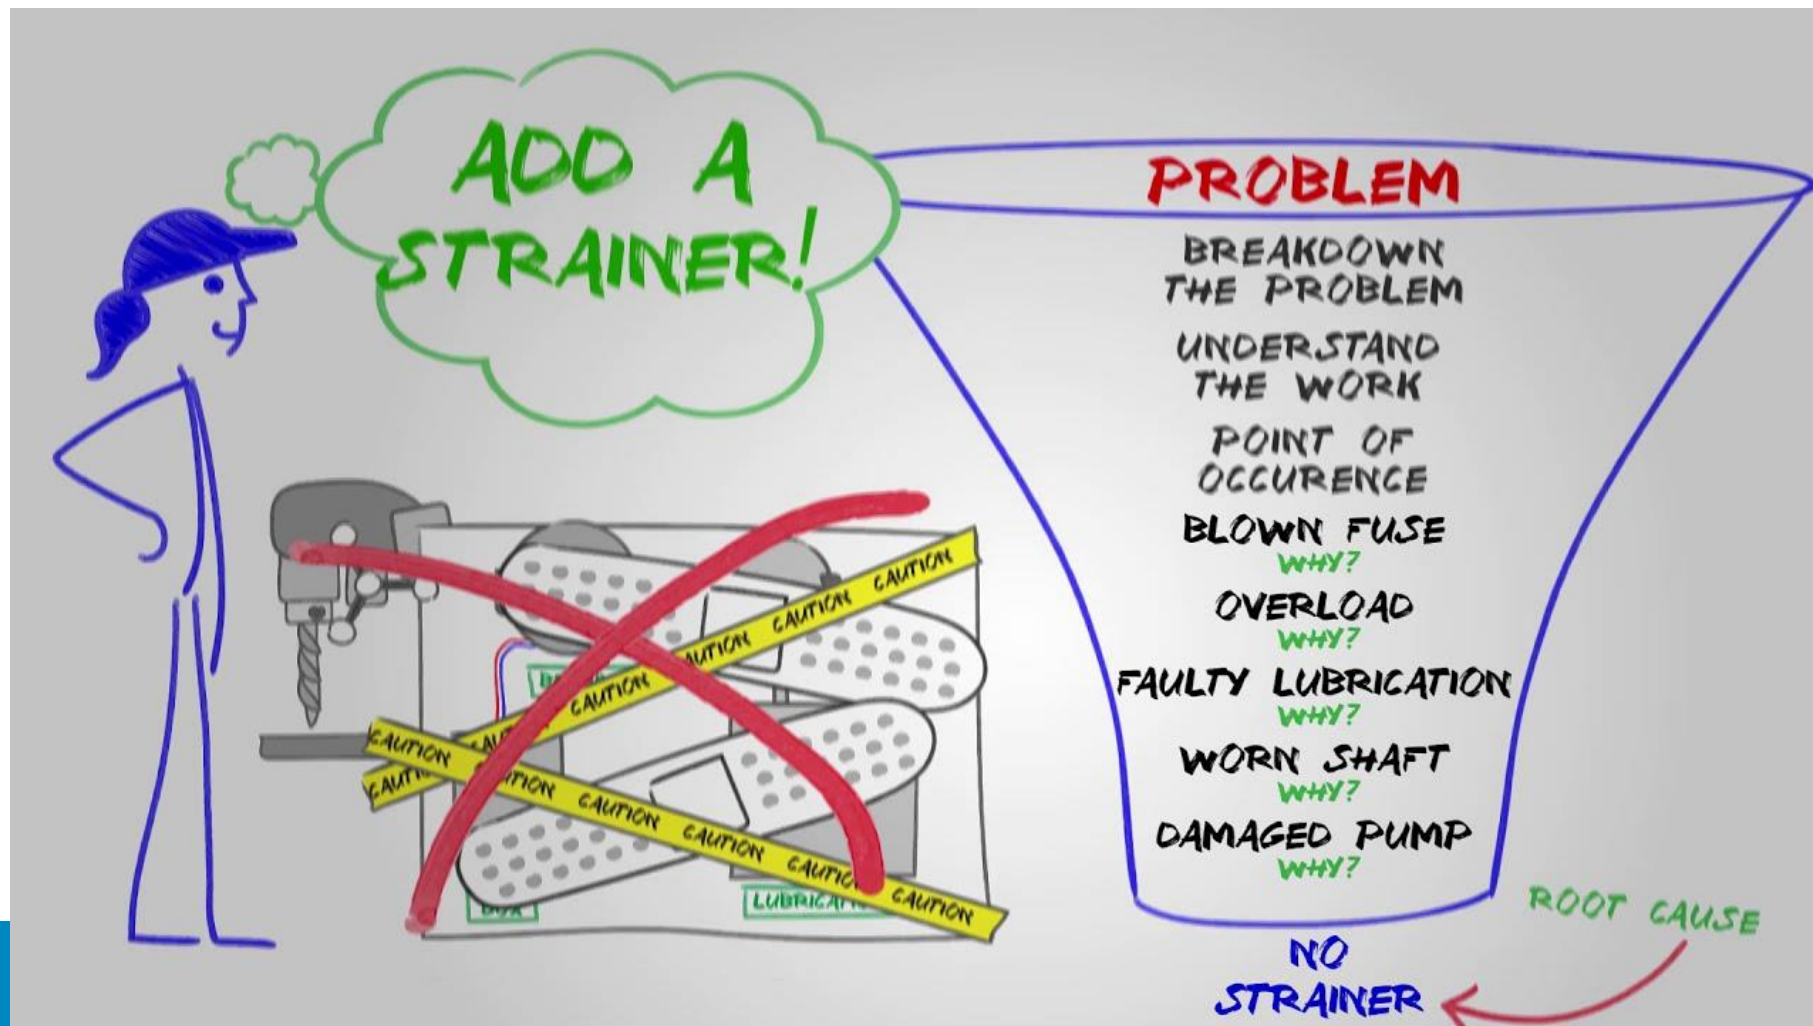 ADD A
STRAINER!
PROBLEM
BREAKDOWN
THE PROBLEM
UNDERSTAND
THE WORK
POINT OF
OCCURENCE
BLOWN FUSE
WHY?
OVERLOAD
WHY?
FAULTY LUBRICATION
WHY?
WORN SHAFT
WHY?
DAMAGED PUMP
WHY?
NO
STRAINER
ROOT CAUSE
CAUTION CAUTION CAUTION CAUTION
CAUTION CAUTION CAUTION CAUTION CAUTION